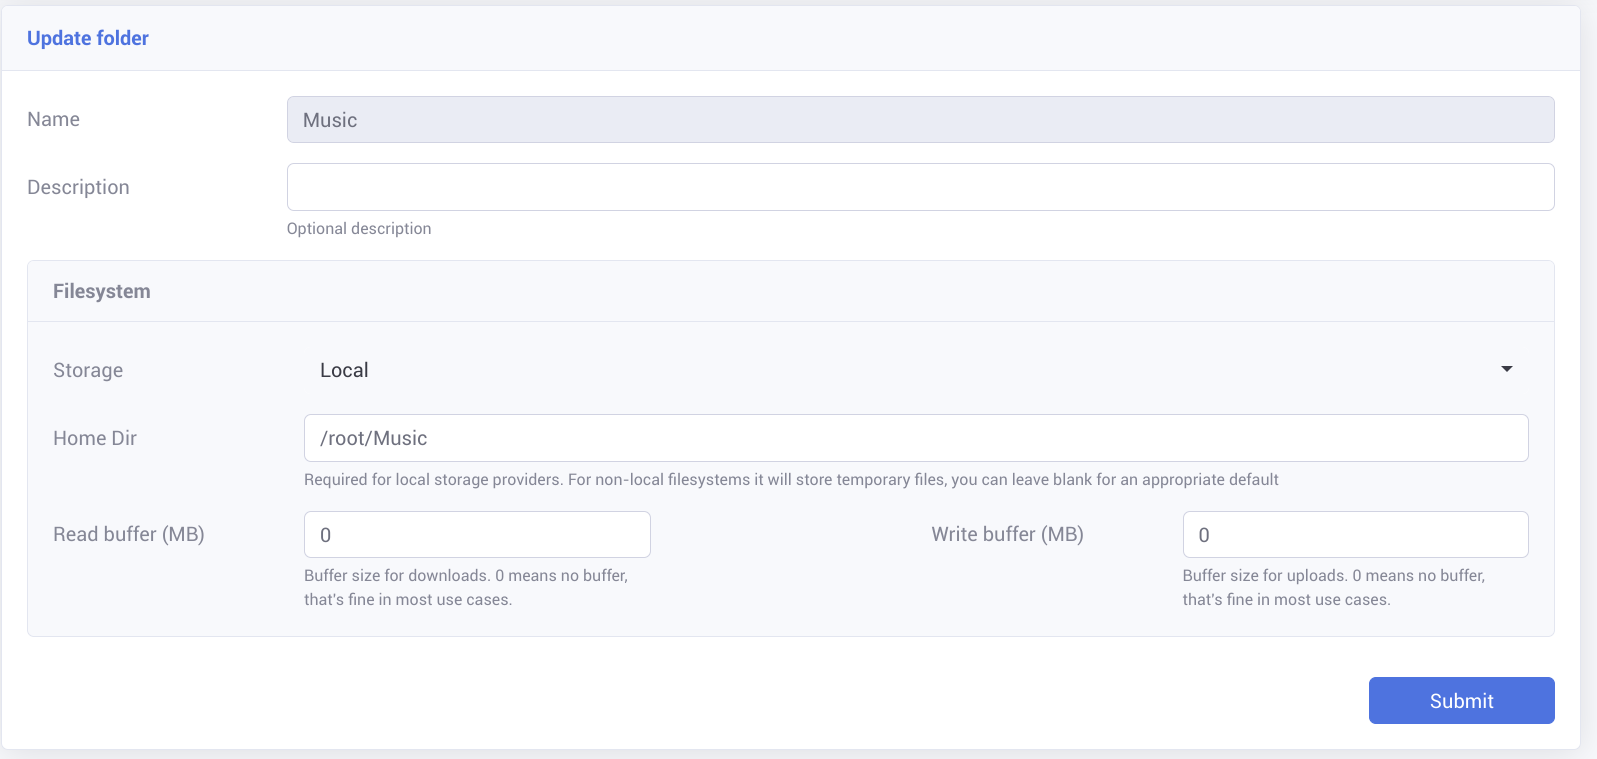 Update folder
Name
Music
Description
Optional description
Filesystem
Storage
Local
Home Dir
/root/Music
Required for local storage providers. For non-local filesystems it will store temporary files, you can leave blank for an appropriate default
Read buffer (MB)
0
Buffer size for downloads. 0 means no buffer,
that's fine in most use cases.
Write buffer (MB)
0
Buffer size for uploads. 0 means no buffer,
that's fine in most use cases.
Submit